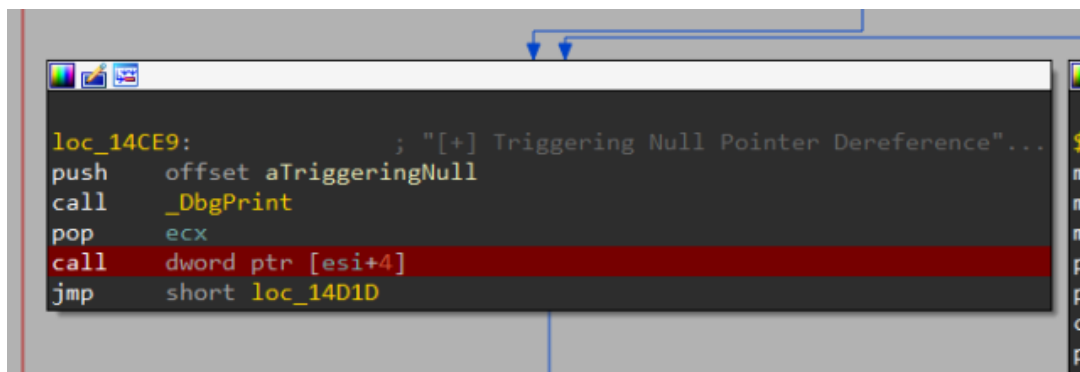 loc_14CE9: ; "[+] Triggering Null Pointer Dereference"...
push offset aTriggeringNull
call _DbgPrint
pop ecx
call dword ptr [esi+4]
jmp short loc_14D1D